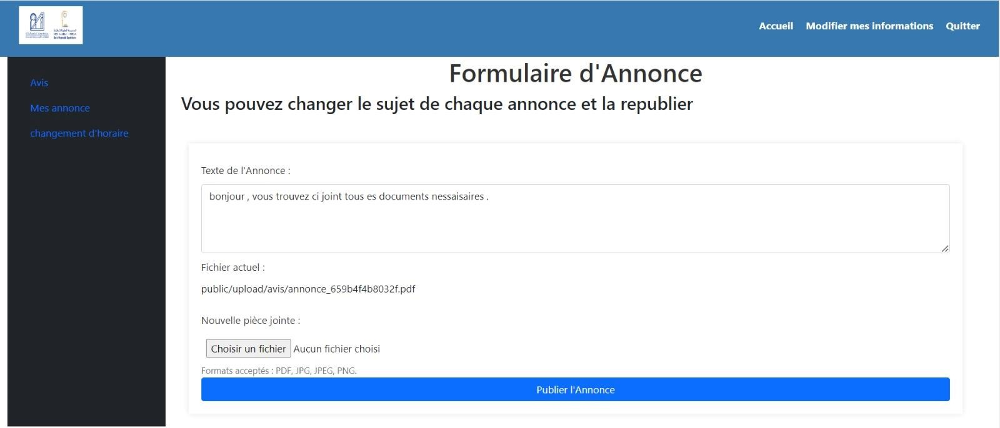 Accueil Modifier mes informations Quitter
Avis
Mes annonce
changement d'horaire
Formulaire d'Annonce
Vous pouvez changer le sujet de chaque annonce et la republier
Texte de l'Annonce :
bonjour , vous trouvez ci joint tous es documents nessaisaires .
Fichier actuel :
public/upload/avis/annonce_659b4f4b8032f.pdf
Nouvelle pièce jointe :
Choisir un fichier Aucun fichier choisi
Formats acceptés : PDF, JPG, JPEG, PNG.
Publier l'Annonce